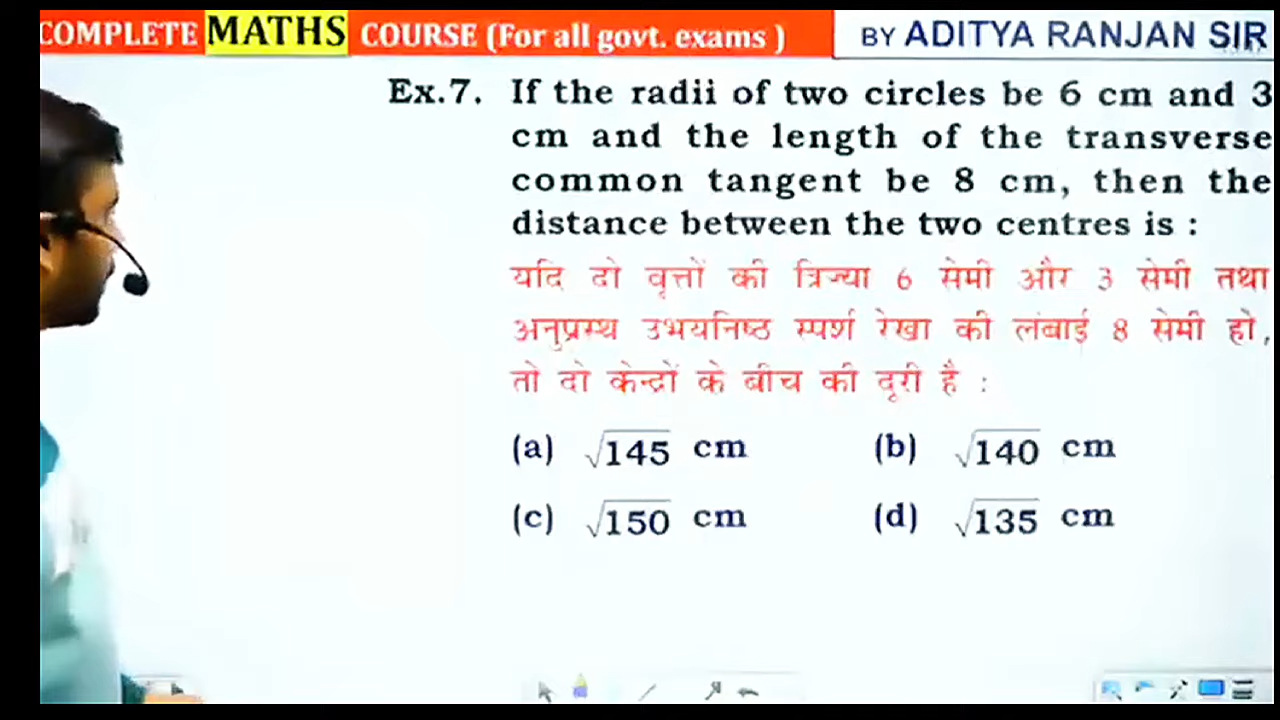 COMPLETE MATHS COURSE (For all govt. exams )
BY ADITYA RANJAN SIR
Ex.7. If the radii of two circles be 6 cm and 3
cm and the length of the transverse
common tangent be 8 cm, then the
distance between the two centres is :
यदि दो वृत्तों की त्रिज्या 6 सेमी और 3 सेमी तथा
अनुप्रस्थ उभयनिष्ठ स्पर्श रेखा की लंबाई 8 सेमी हो,
तो दो केन्द्रों के बीच की दूरी है :
(a) √145 cm (b) √140 cm
(c) √150 cm (d) √135 cm